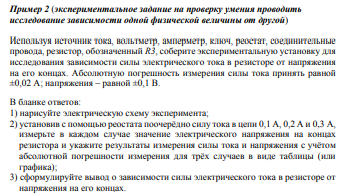 Пример 2 (экспериментальное задание на проверку умения проводить
исследование зависимости одной физической величины от другой)
Используя источник тока, вольтметр, амперметр, ключ, реостат, соединительные
провода, резистор, обозначенный R3, соберите экспериментальную установку для
исследования зависимости силы электрического тока в резисторе от напряжения
на его концах. Абсолютную погрешность измерения силы тока принять равной
±0,02 А; напряжения – равной ±0,1 В.
В бланке ответов:
1) нарисуйте электрическую схему эксперимента;
2) установив с помощью реостата поочерёдно силу тока в цепи 0,1 А, 0,2 А и 0,3 А,
измерьте в каждом случае значение электрического напряжения на концах
резистора и укажите результаты измерения силы тока и напряжения с учётом
абсолютной погрешности измерения для трёх случаев в виде таблицы (или
графика);
3) сформулируйте вывод о зависимости силы электрического тока в резисторе от
напряжения на его концах.